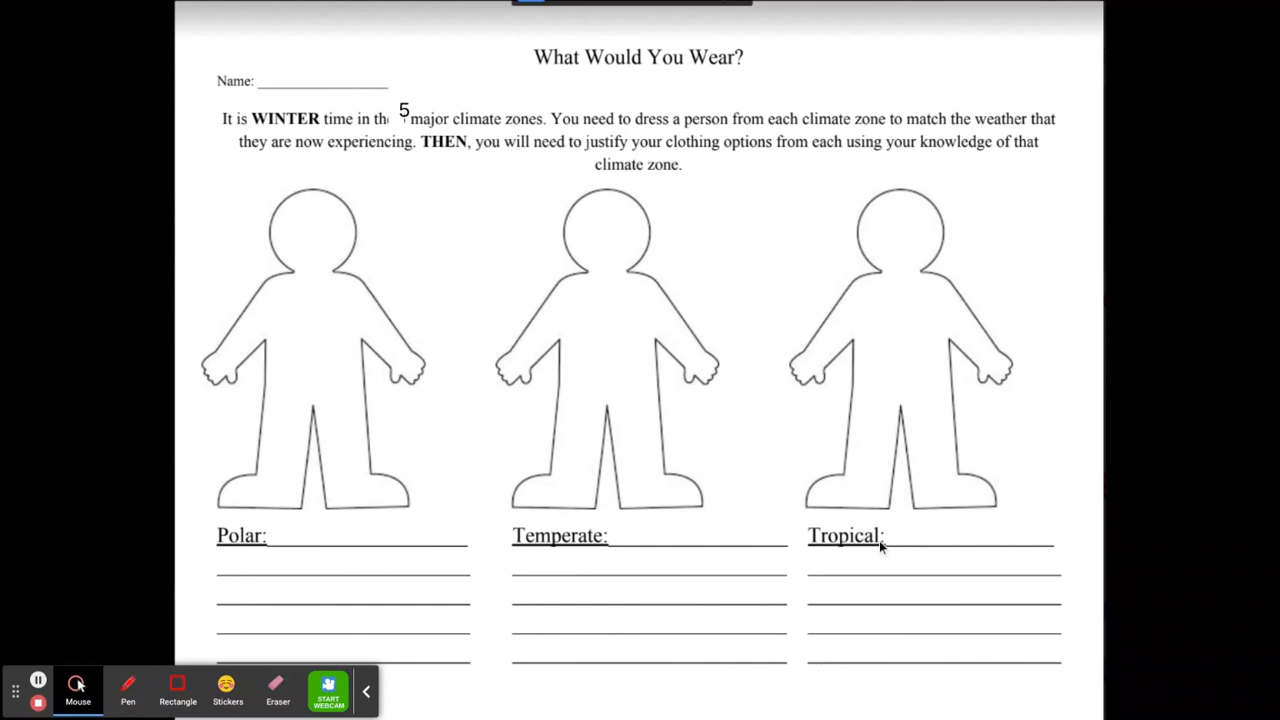 What Would You Wear?
Name:
It is WINTER time in th 5 major climate zones. You need to dress a person from each climate zone to match the weather that
they are now experiencing. THEN, you will need to justify your clothing options from each using your knowledge of that
climate zone.
Polar: Temperate: Tropical:
Mouse Pen Rectangle Stickers Eraser START WEBCAM